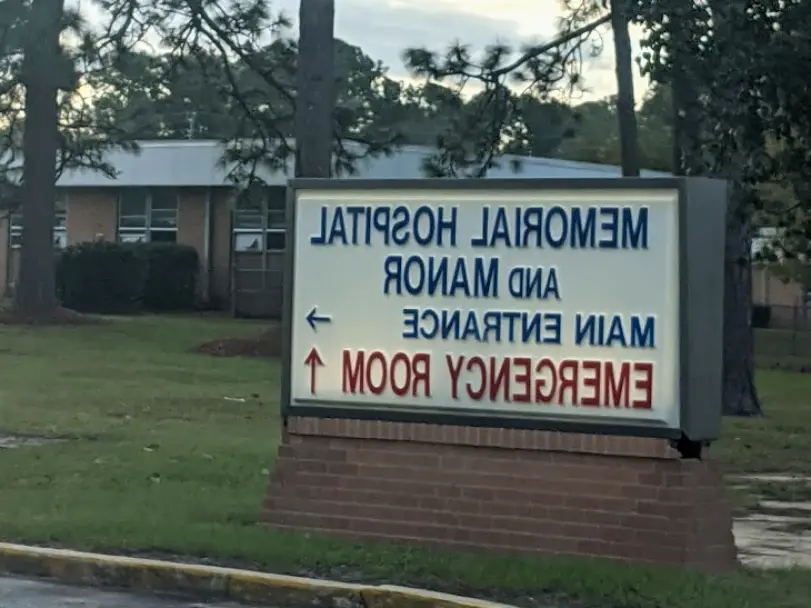 MEMORIAL HOSPITAL
AND MANOR
MAIN ENTRANCE ←
EMERGENCY ROOM ↑